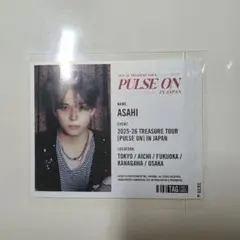 PULSE ON
IN JAPAN
NAME.
ASAHI
EVENT.
2025-26 TREASURE TOUR
[PULSE ON] IN JAPAN
LOCATION.
TOKYO / AICHI / FUKUOKA /
KANAGAWA / OSAKA
TAG